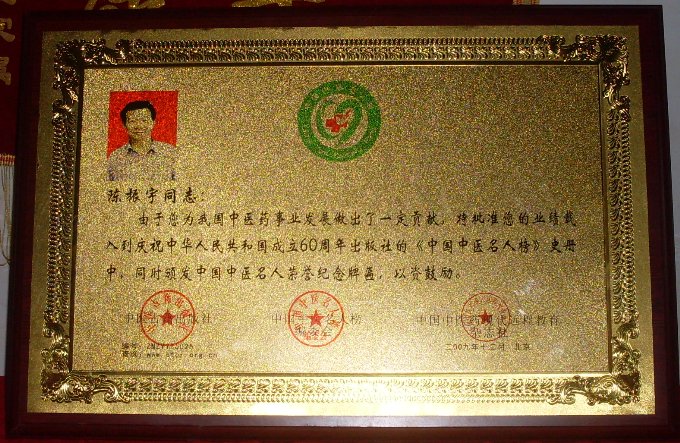 陈振宇同志:
由于您为我国中医药事业发展做出了一定贡献,特批准您的业绩载
入到庆祝中华人民共和国成立60周年出版社的《中国中医名人榜》史册
中,同时颁发中国中医名人荣誉纪念牌匾,以资鼓励。
二00九年十二月 北京